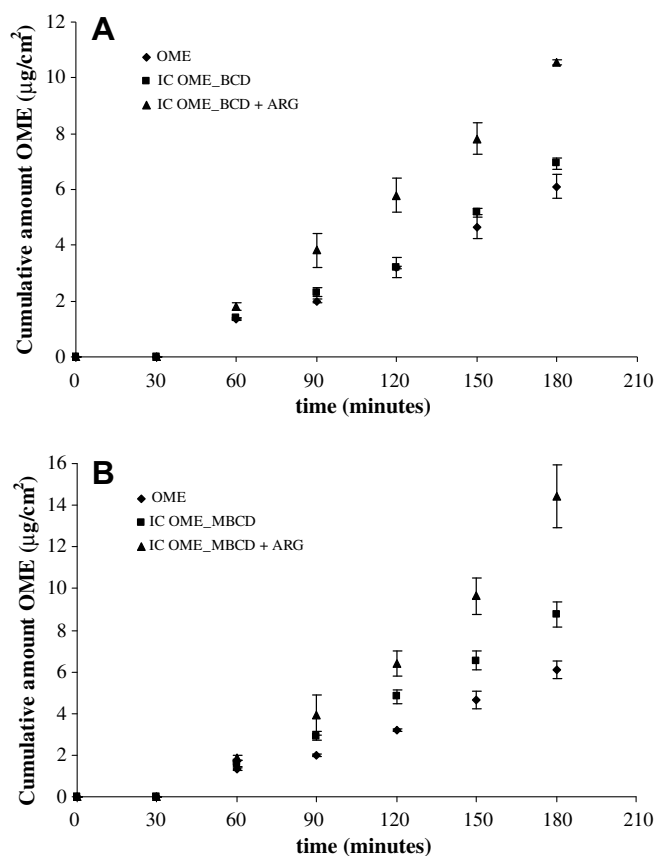 A
OME
IC OME_BCD
IC OME_BCD + ARG
Cumulative amount OME (µg/cm²)
12
10
8
6
4
2
0
0 30 60 90 120 150 180 210
time (minutes)
B
OME
IC OME_MBCD
IC OME_MBCD + ARG
Cumulative amount OME (µg/cm²)
16
14
12
10
8
6
4
2
0
0 30 60 90 120 150 180 210
time (minutes)